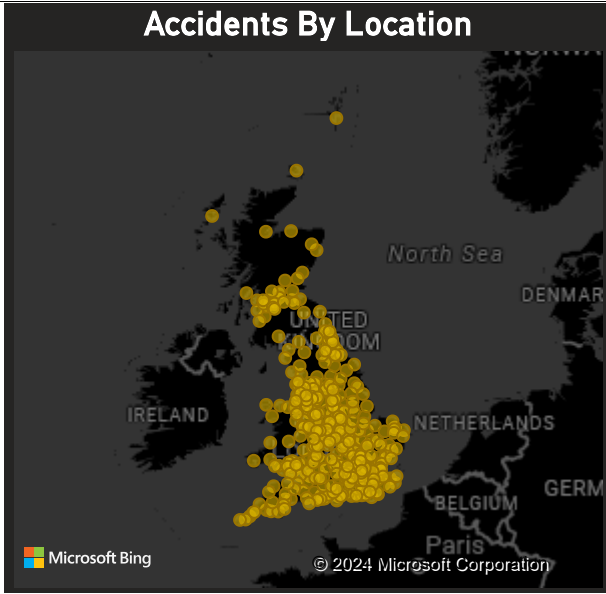 Accidents By Location
North Sea
DENMAR
UNITED
KINGDOM
IRELAND
NETHERLANDS
GERM
BELGIUM
Paris
Microsoft Bing
© 2024 Microsoft Corporation